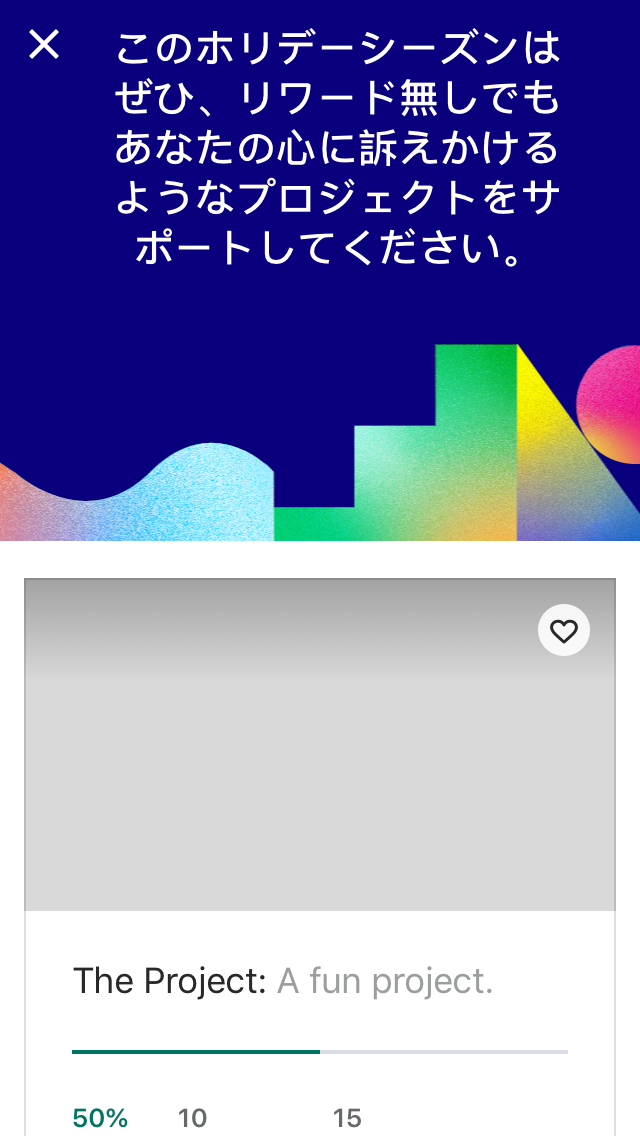 このホリデーシーズンは
ぜひ、リワード無しでも
あなたの心に訴えかける
ようなプロジェクトをサ
ポートしてください。
The Project: A fun project.
50% 10 15